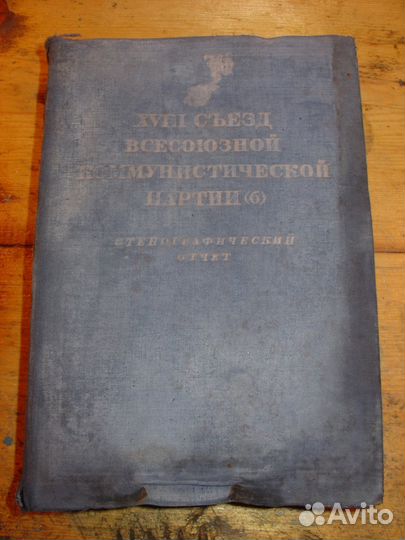 XVIII СЪЕЗД
ВСЕСОЮЗНОЙ
КОММУНИСТИЧЕСКОЙ
ПАРТИИ (б)
СТЕНОГРАФИЧЕСКИЙ
ОТЧЕТ
Avito